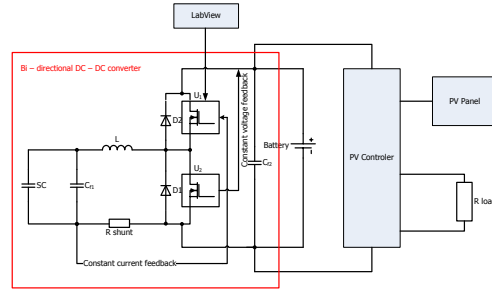 LabView
Bi – directional DC – DC converter
U₁
D2
Constant voltage feedback
L
Battery
U₂
PV Controler
PV Panel
SC
Cf1
D1
Cf2
R shunt
R loa
Constant current feedback